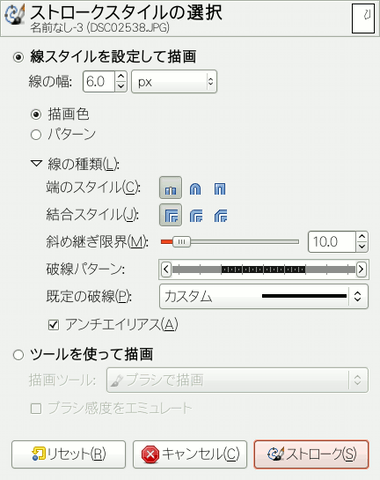 ストロークスタイルの選択
名前なし-3 (DSC02538.JPG)
線スタイルを設定して描画
線の幅: 6.0 px
描画色
パターン
線の種類(L):
端のスタイル(C):
結合スタイル(J):
斜め継ぎ限界(M): 10.0
破線パターン:
既定の破線(P): カスタム
アンチエイリアス(A)
ツールを使って描画
描画ツール: ブラシで描画
ブラシ感度をエミュレート
リセット(R) キャンセル(C) ストローク(S)